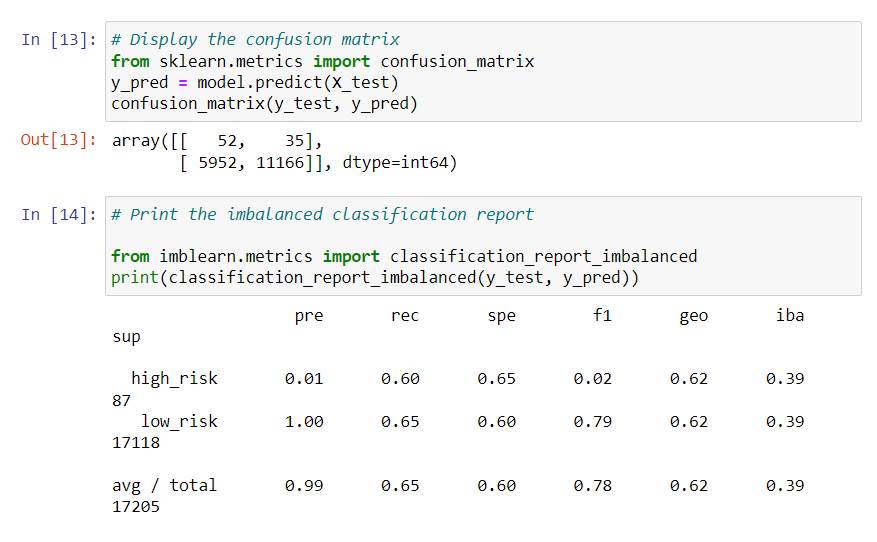 In [13]: # Display the confusion matrix
from sklearn.metrics import confusion_matrix
y_pred = model.predict(X_test)
confusion_matrix(y_test, y_pred)
Out[13]: array([[   52,    35],
       [ 5952, 11166]], dtype=int64)
In [14]: # Print the imbalanced classification report
from imblearn.metrics import classification_report_imbalanced
print(classification_report_imbalanced(y_test, y_pred))
                   pre       rec       spe        f1       geo       iba
sup
  high_risk       0.01      0.60      0.65      0.02      0.62      0.39
87
   low_risk       1.00      0.65      0.60      0.79      0.62      0.39
17118
avg / total       0.99      0.65      0.60      0.78      0.62      0.39
17205